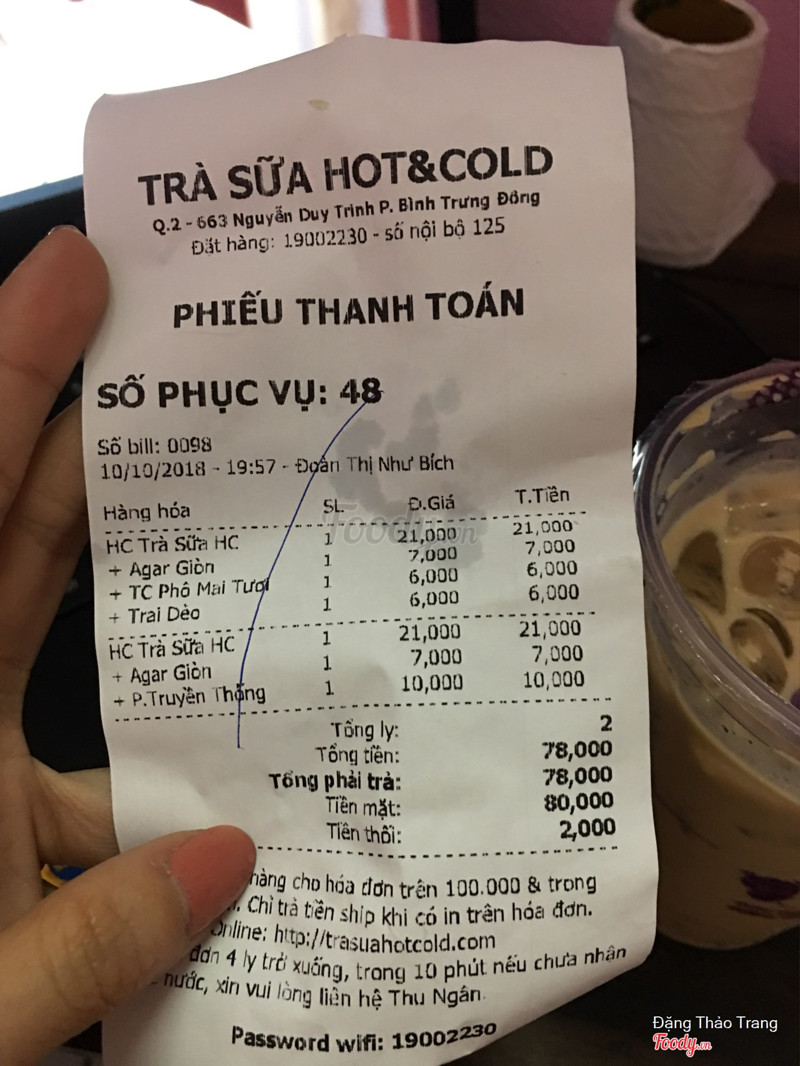 TRÀ SỮA HOT&COLD
Q.2 - 663 Nguyễn Duy Trinh P. Bình Trưng Đông
Đặt hàng: 19002230 - số nội bộ 125
PHIẾU THANH TOÁN
SỐ PHỤC VỤ: 48
Số bill: 0098
10/10/2018 - 19:57 - Đoàn Thị Như Bích
Hàng hóa SL Đ.Giá T.Tiền
HC Trà Sữa HC 1 21,000 21,000
+ Agar Giòn 1 7,000 7,000
+ TC Phô Mai Tươi 1 6,000 6,000
+ Trai Dẻo 1 6,000 6,000
HC Trà Sữa HC 1 21,000 21,000
+ Agar Giòn 1 7,000 7,000
+ P.Truyền Thống 1 10,000 10,000
Tổng ly: 2
Tổng tiền: 78,000
Tổng phải trả: 78,000
Tiền mặt: 80,000
Tiền thối: 2,000
hàng cho hóa đơn trên 100.000 & trong
Chỉ trả tiền ship khi có in trên hóa đơn.
Online: http://trasuahotcold.com
đơn 4 ly trở xuống, trong 10 phút nếu chưa nhận
nước, xin vui lòng liên hệ Thu Ngân.
Password wifi: 19002230
Foody.vn
Đặng Thảo Trang
Foody.vn